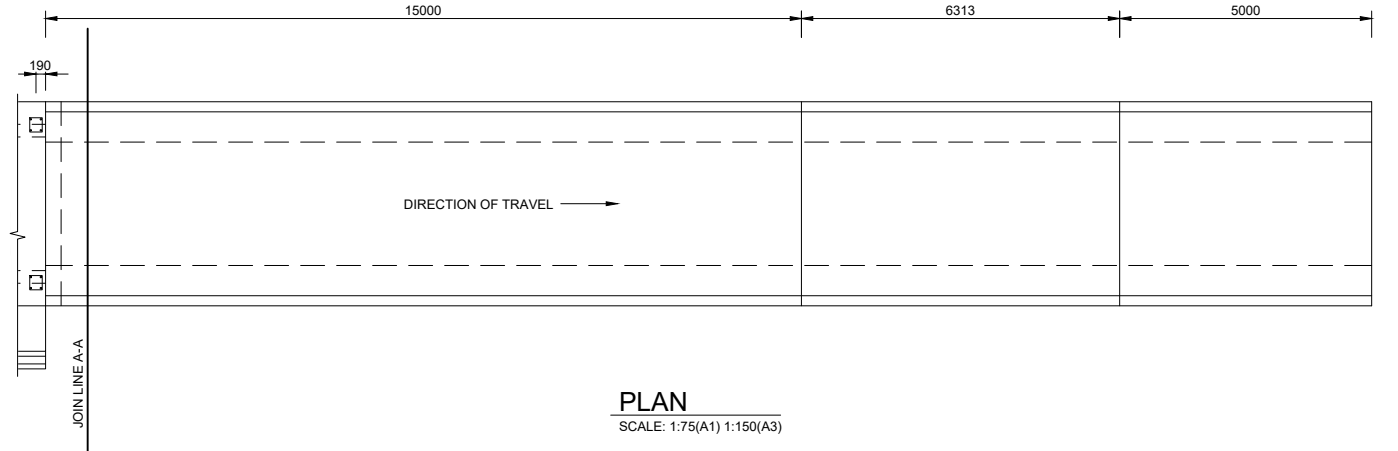 15000
6313
5000
190
DIRECTION OF TRAVEL
JOIN LINE A-A
PLAN
SCALE: 1:75(A1) 1:150(A3)